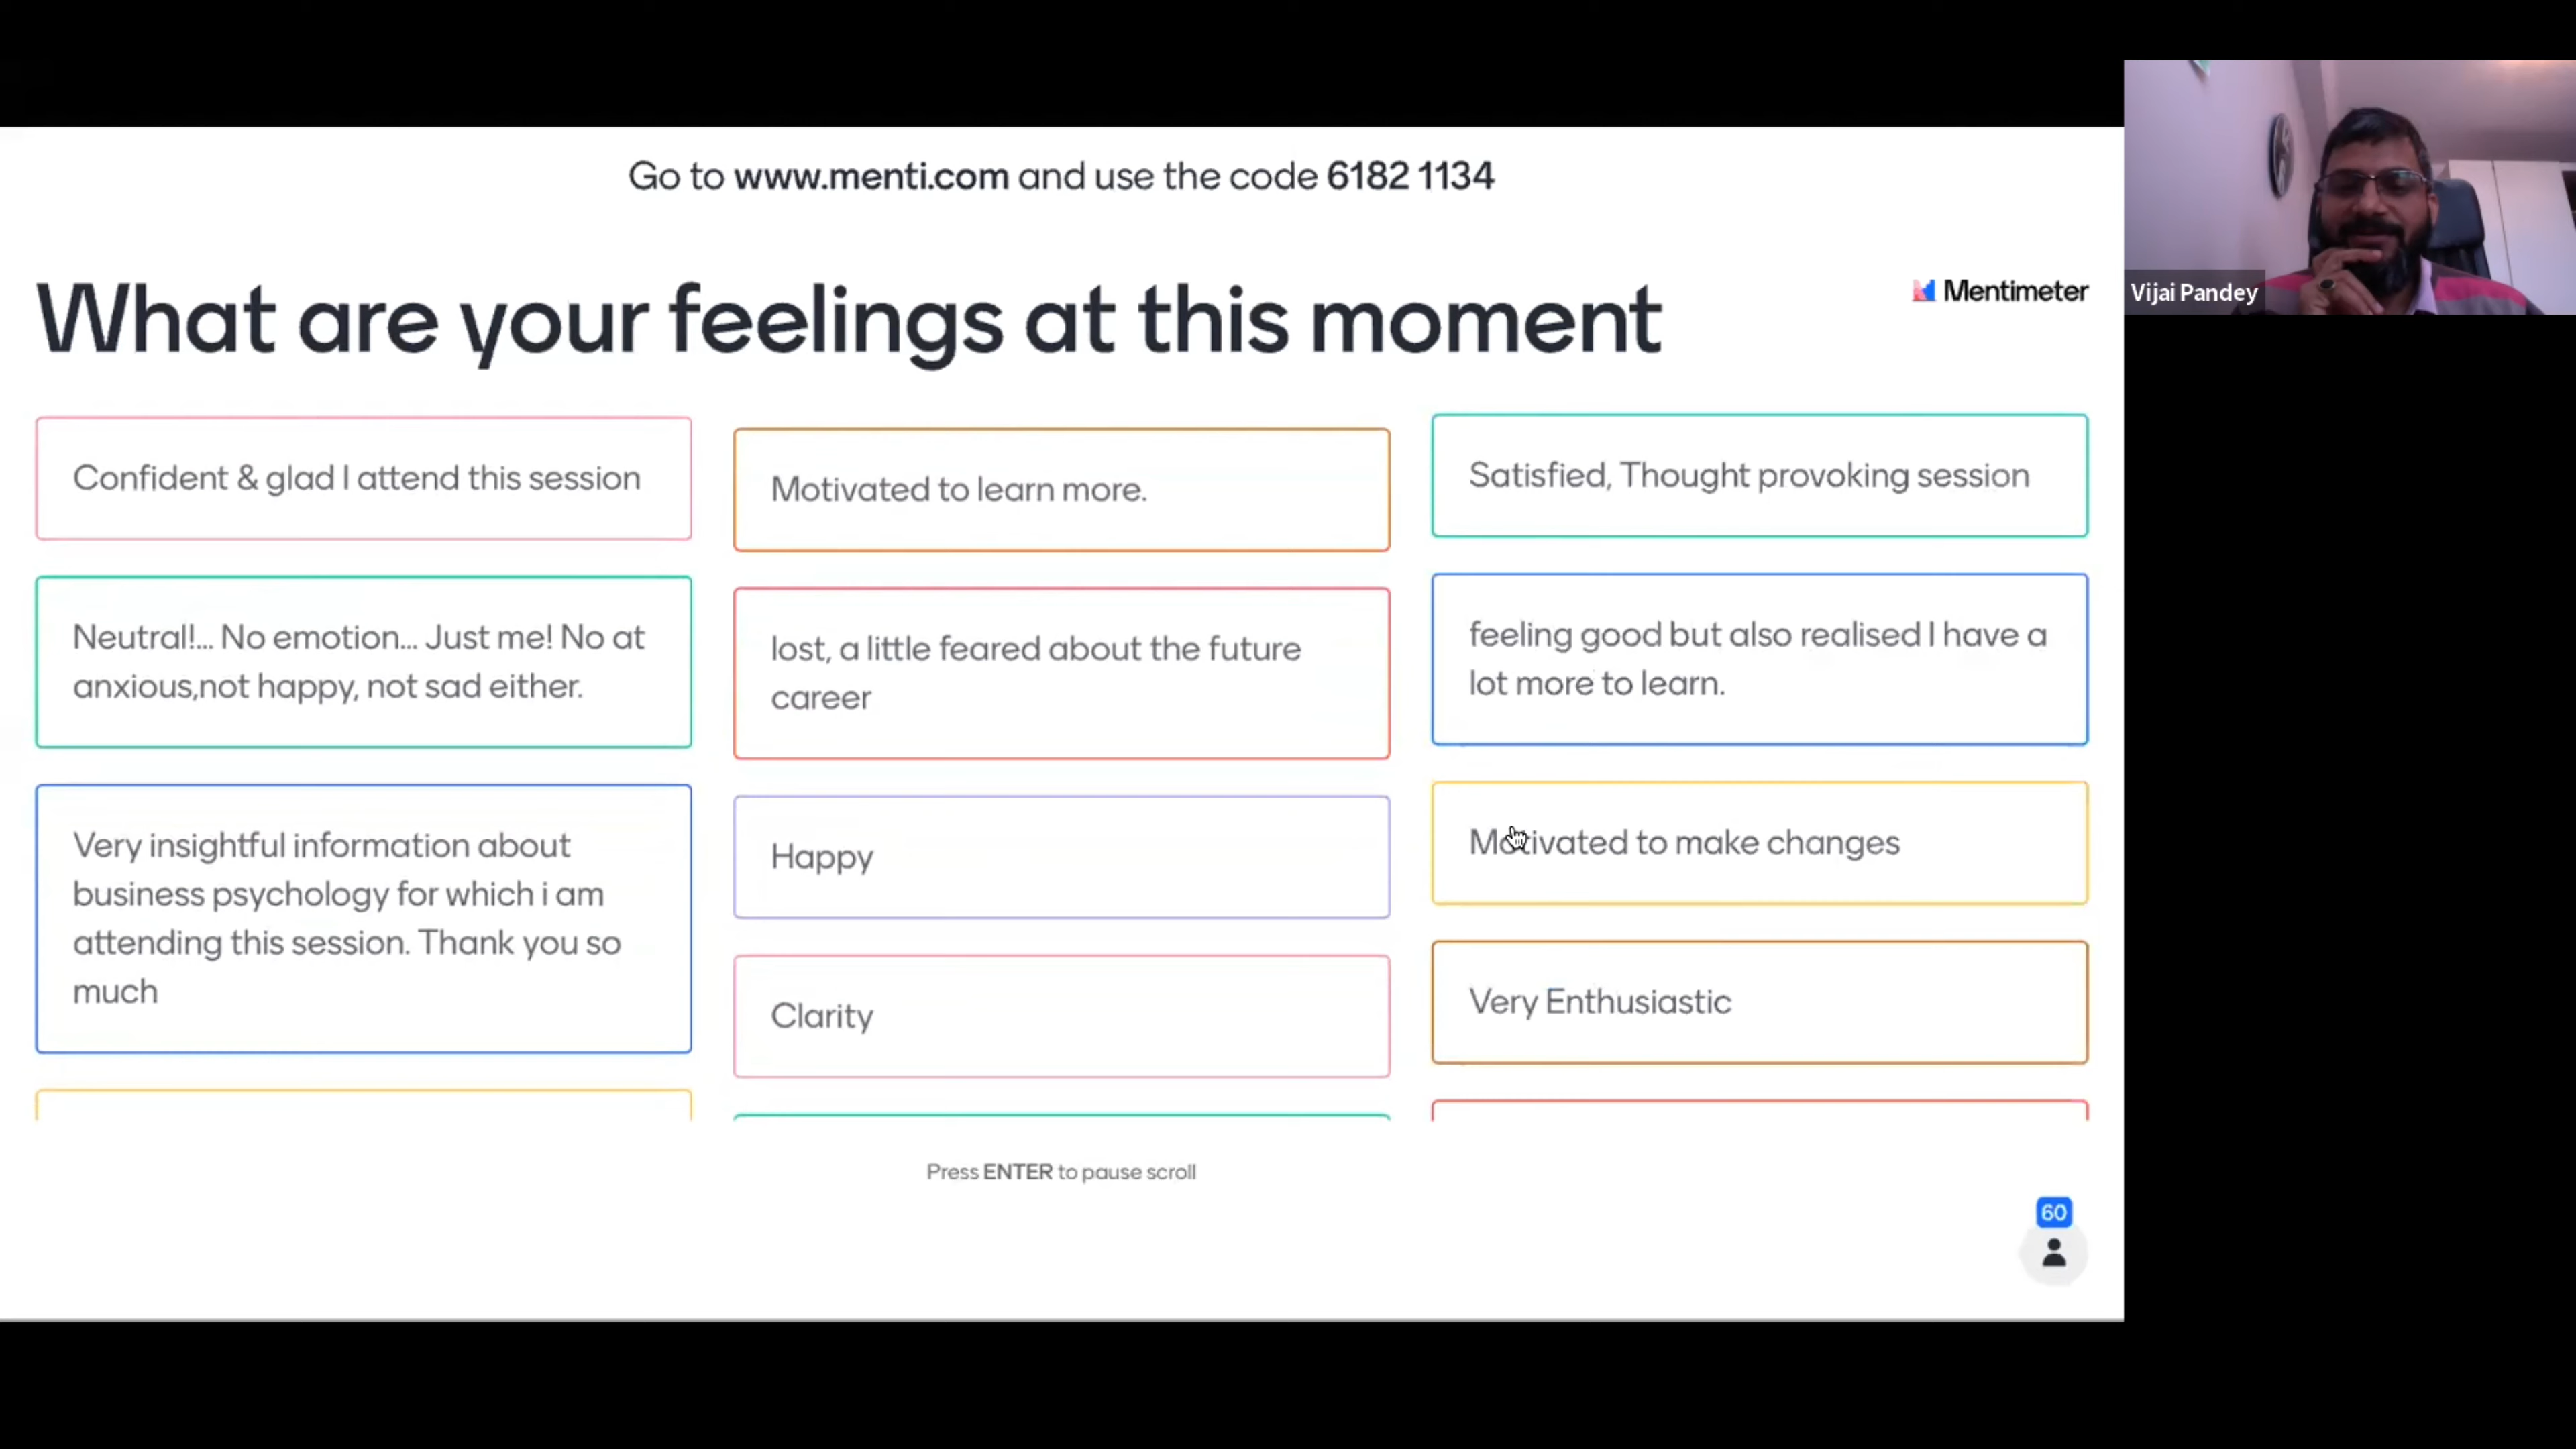 Go to www.menti.com and use the code 6182 1134
What are your feelings at this moment
Mentimeter
Vijai Pandey
Confident & glad I attend this session
Neutral!... No emotion... Just me! No at
anxious,not happy, not sad either.
Very insightful information about
business psychology for which i am
attending this session. Thank you so
much
Motivated to learn more.
lost, a little feared about the future
career
Happy
Clarity
Satisfied, Thought provoking session
feeling good but also realised I have a
lot more to learn.
Motivated to make changes
Very Enthusiastic
Press ENTER to pause scroll
60